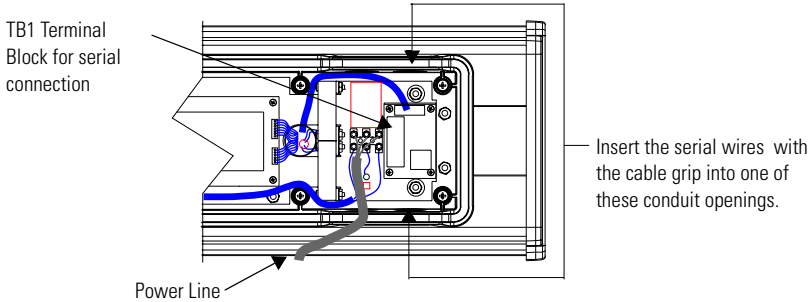 TB1 Terminal
Block for serial
connection
Insert the serial wires with
the cable grip into one of
these conduit openings.
Power Line